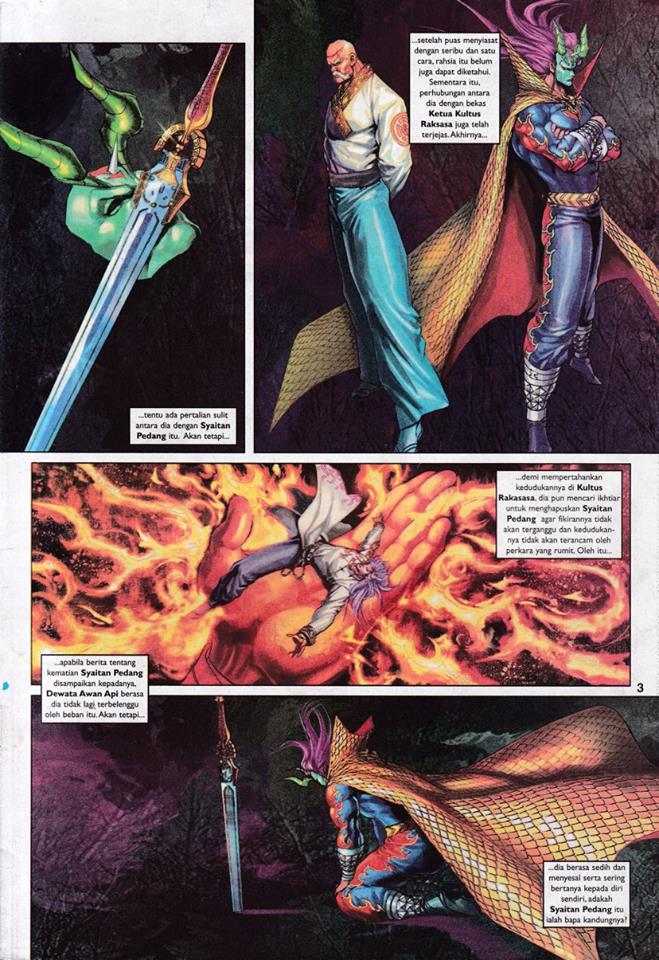 ...tentu ada pertalian sulit
antara dia dengan Syaitan
Pedang itu. Akan tetapi...
...setelah puas menyiasat
dengan seribu dan satu
cara, rahsia itu belum
juga dapat diketahui.
Sementara itu,
perhubungan antara
dia dengan bekas
Ketua Kultus
Raksasa juga telah
terjejas. Akhirnya...
...demi mempertahankan
kedudukannya di Kultus
Rakasasa, dia pun mencari ikhtiar
untuk menghapuskan Syaitan
Pedang agar fikirannya tidak
akan terganggu dan kedudukan-
nya tidak akan terancam oleh
perkara yang rumit. Oleh itu...
...apabila berita tentang
kematian Syaitan Pedang
disampaikan kepadanya,
Dewata Awan Api berasa
dia tidak lagi terbelenggu
oleh beban itu. Akan tetapi...
3
...dia berasa sedih dan
menyesal serta sering
bertanya kepada diri
sendiri, adakah
Syaitan Pedang itu
ialah bapa kandungnya?